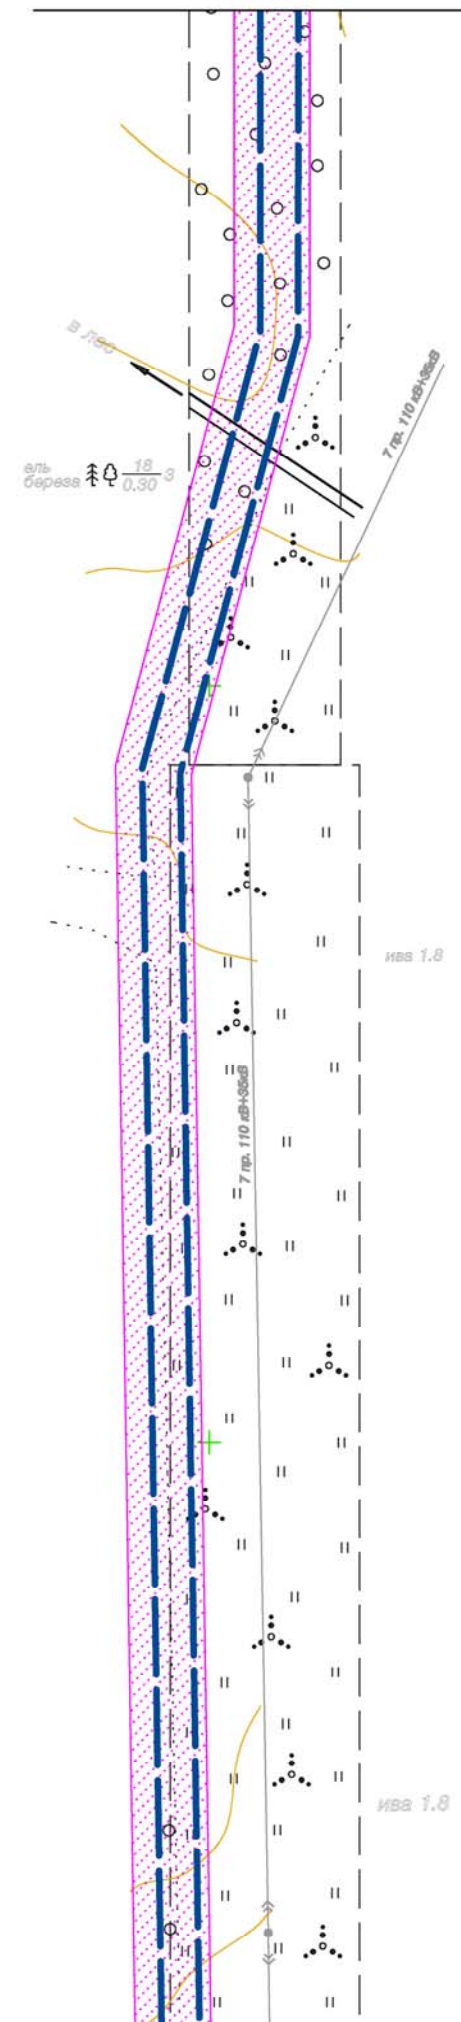 в лес
7 пр. 110 кВ+35кВ
ель
береза 18/0.30 3
ива 1.8
7 пр. 110 кВ+35кВ
ива 1.8